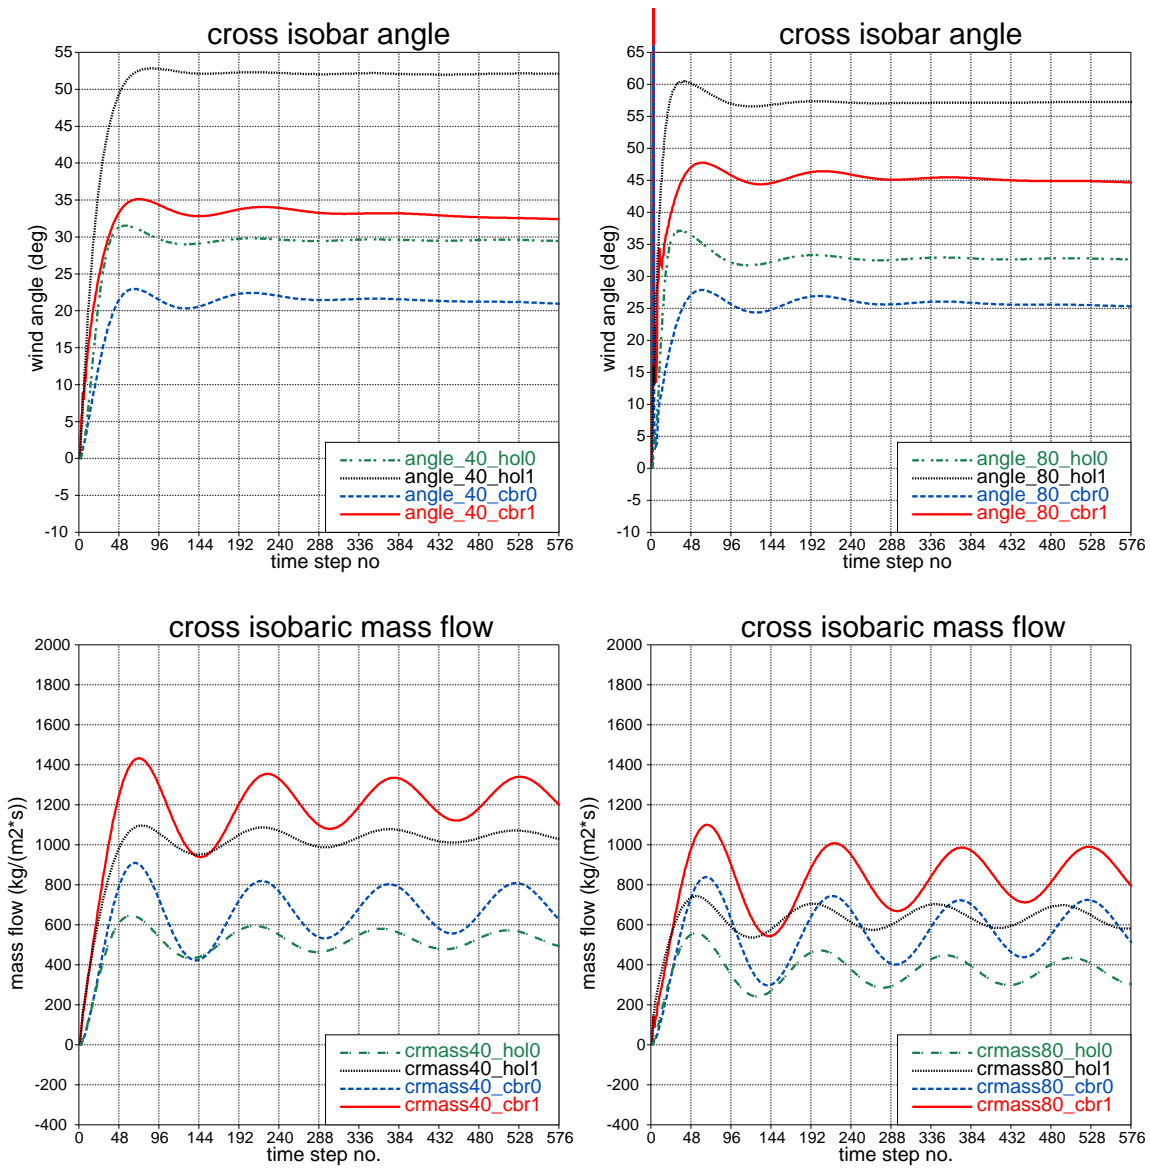 cross isobar angle
55
50
45
40
35
30
25
20
15
10
5
0
-5
-10
wind angle (deg)
angle_40_hol0
angle_40_hol1
angle_40_cbr0
angle_40_cbr1
0 48 96 144 192 240 288 336 384 432 480 528 576
time step no
cross isobar angle
65
60
55
50
45
40
35
30
25
20
15
10
5
0
-5
-10
wind angle (deg)
angle_80_hol0
angle_80_hol1
angle_80_cbr0
angle_80_cbr1
0 48 96 144 192 240 288 336 384 432 480 528 576
time step no
cross isobaric mass flow
2000
1800
1600
1400
1200
1000
800
600
400
200
0
-200
-400
mass flow (kg/(m2*s))
crmass40_hol0
crmass40_hol1
crmass40_cbr0
crmass40_cbr1
0 48 96 144 192 240 288 336 384 432 480 528 576
time step no.
cross isobaric mass flow
2000
1800
1600
1400
1200
1000
800
600
400
200
0
-200
-400
mass flow (kg/(m2*s))
crmass80_hol0
crmass80_hol1
crmass80_cbr0
crmass80_cbr1
0 48 96 144 192 240 288 336 384 432 480 528 576
time step no.